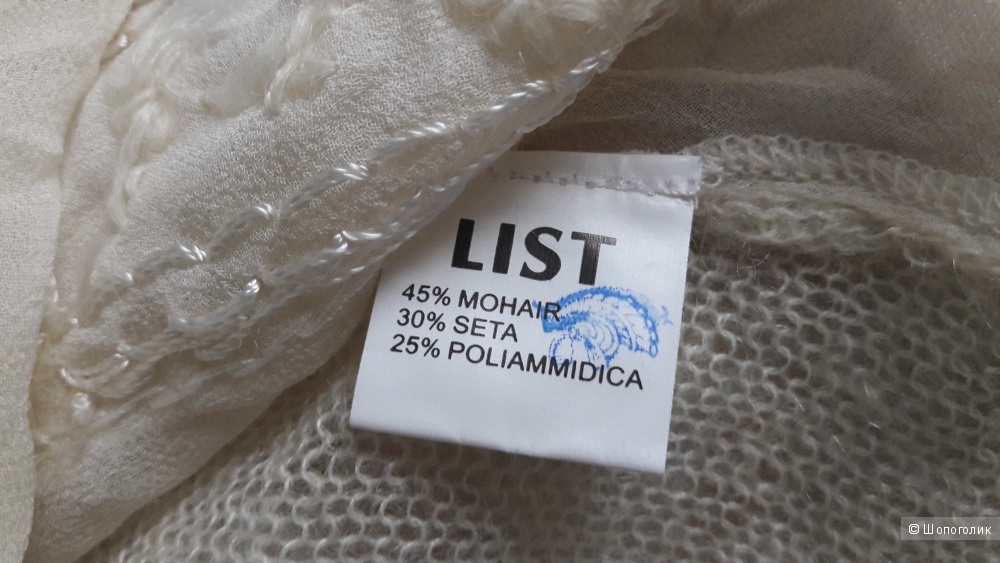 LIST
45% MOHAIR
30% SETA
25% POLIAMMIDICA
© Шопоголик